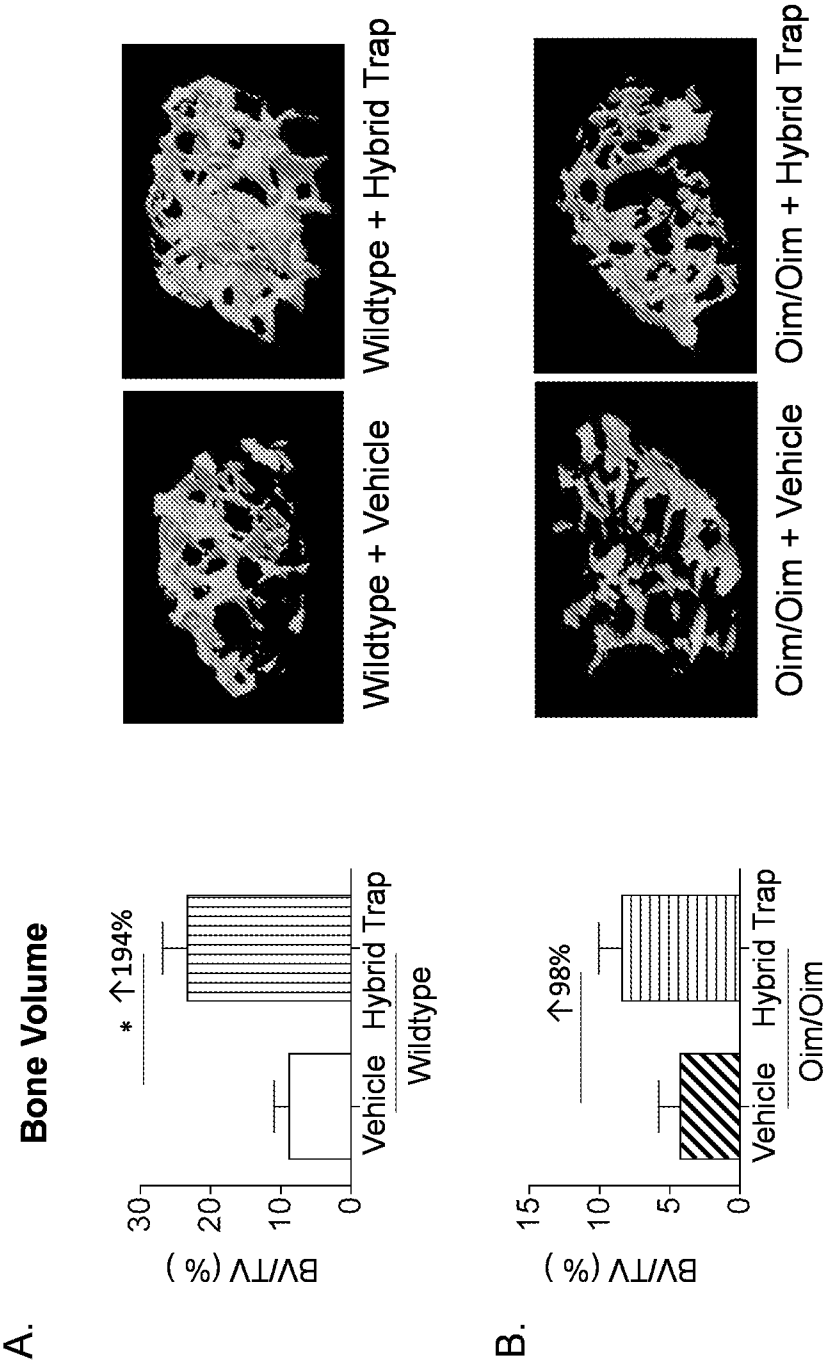 Bone Volume
A.
BV/TV (%)
30
20
10
0
* ↑194%
Vehicle
Hybrid Trap
Wildtype
Wildtype + Vehicle
Wildtype + Hybrid Trap
B.
BV/TV (%)
15
10
5
0
↑98%
Vehicle
Hybrid Trap
Oim/Oim
Oim/Oim + Vehicle
Oim/Oim + Hybrid Trap